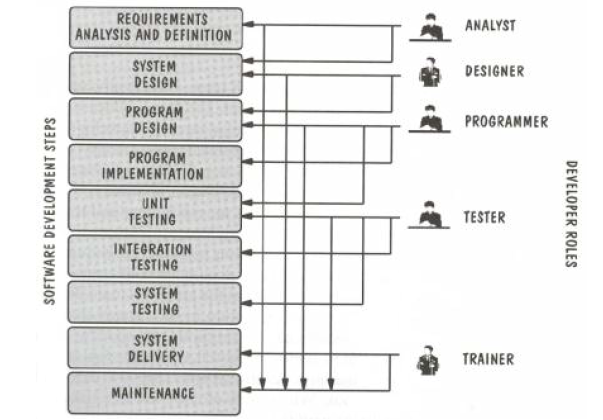 REQUIREMENTS
ANALYSIS AND DEFINITION
SYSTEM
DESIGN
PROGRAM
DESIGN
PROGRAM
IMPLEMENTATION
UNIT
TESTING
INTEGRATION
TESTING
SYSTEM
TESTING
SYSTEM
DELIVERY
MAINTENANCE
SOFTWARE DEVELOPMENT STEPS
ANALYST
DESIGNER
PROGRAMMER
TESTER
TRAINER
DEVELOPER ROLES